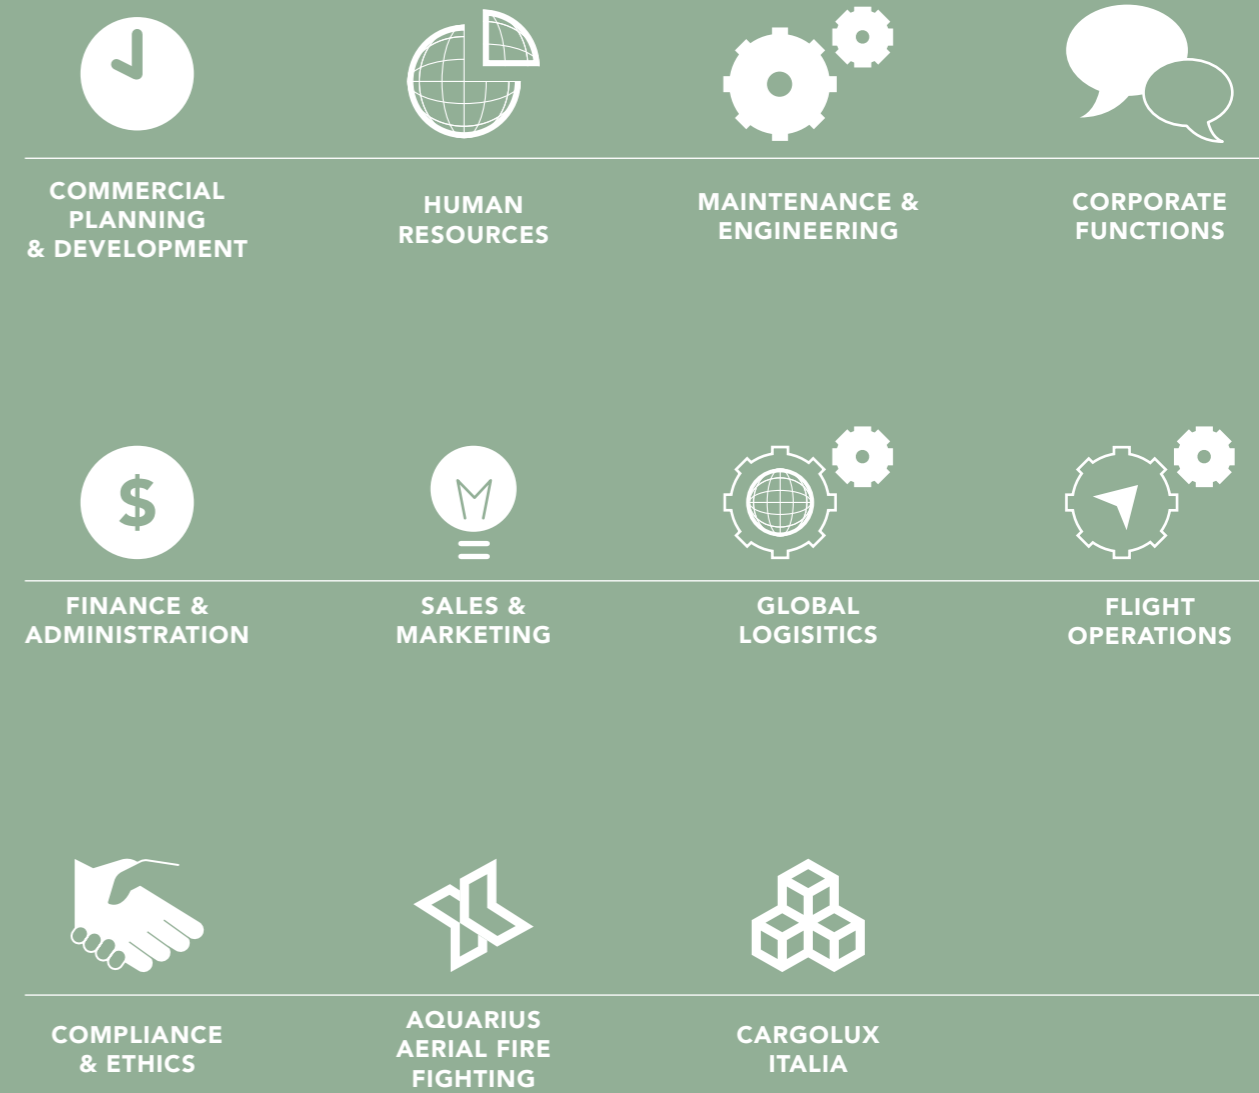 COMMERCIAL
PLANNING
& DEVELOPMENT
HUMAN
RESOURCES
MAINTENANCE &
ENGINEERING
CORPORATE
FUNCTIONS
$
FINANCE &
ADMINISTRATION
SALES &
MARKETING
GLOBAL
LOGISITICS
FLIGHT
OPERATIONS
COMPLIANCE
& ETHICS
AQUARIUS
AERIAL FIRE
FIGHTING
CARGOLUX
ITALIA